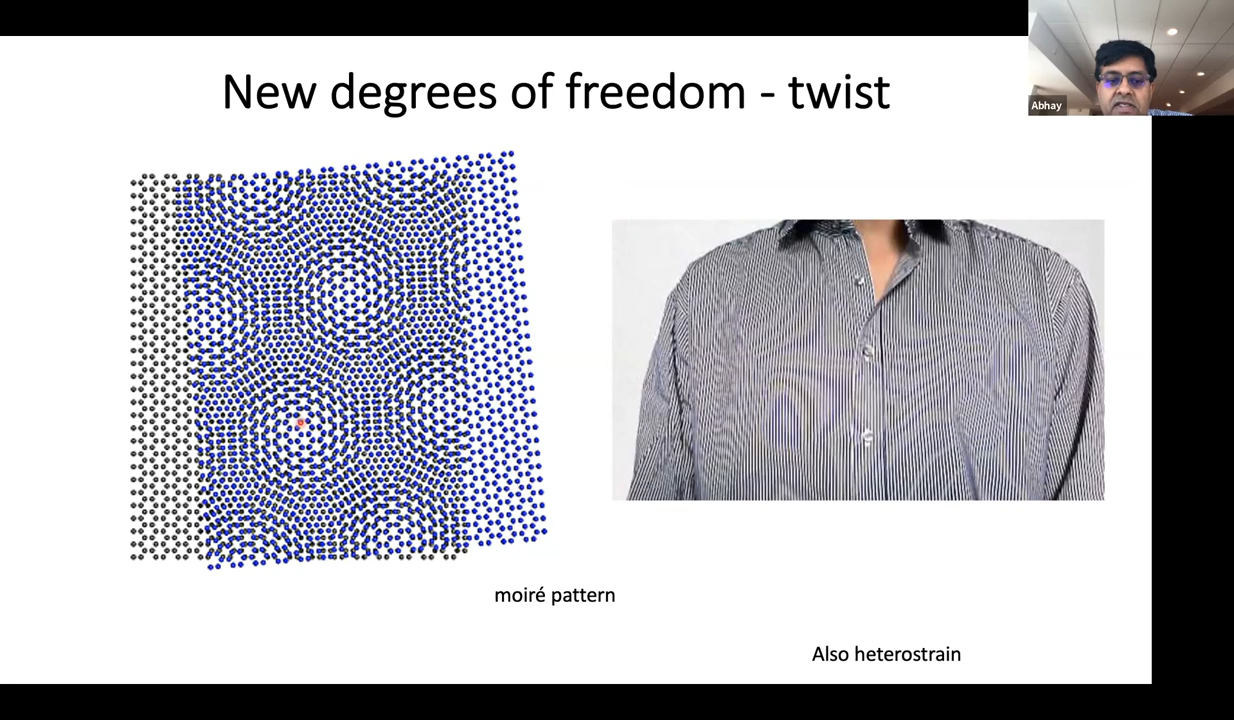 New degrees of freedom - twist
Abhay
moiré pattern
Also heterostrain